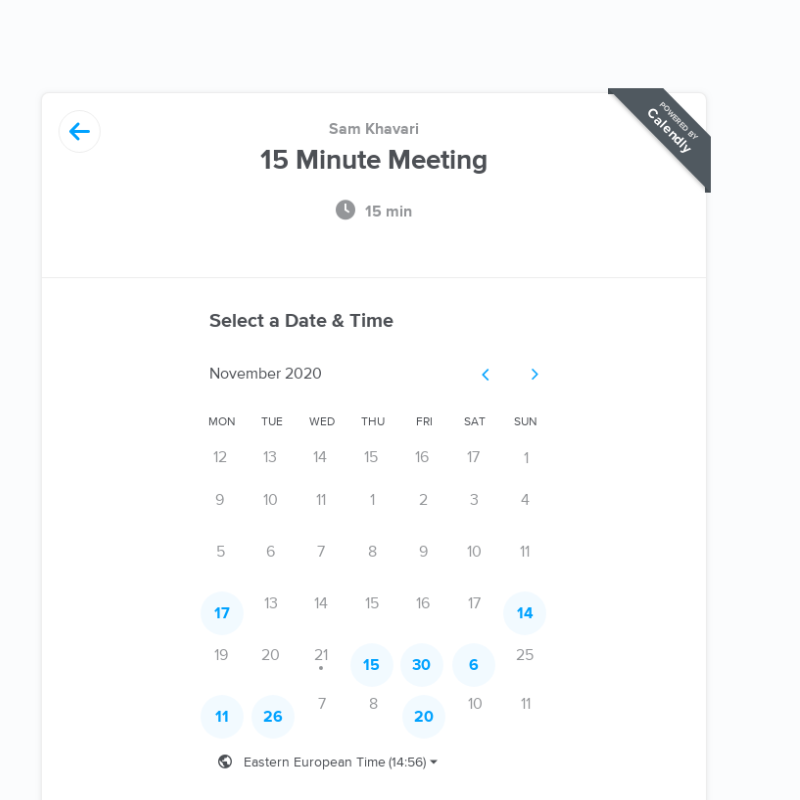 POWERED BY
Calendly
Sam Khavari
15 Minute Meeting
15 min
Select a Date & Time
November 2020
MON TUE WED THU FRI SAT SUN
12 13 14 15 16 17 1
9 10 11 1 2 3 4
5 6 7 8 9 10 11
17 13 14 15 16 17 14
19 20 21 15 30 6 25
11 26 7 8 20 10 11
Eastern European Time (14:56)